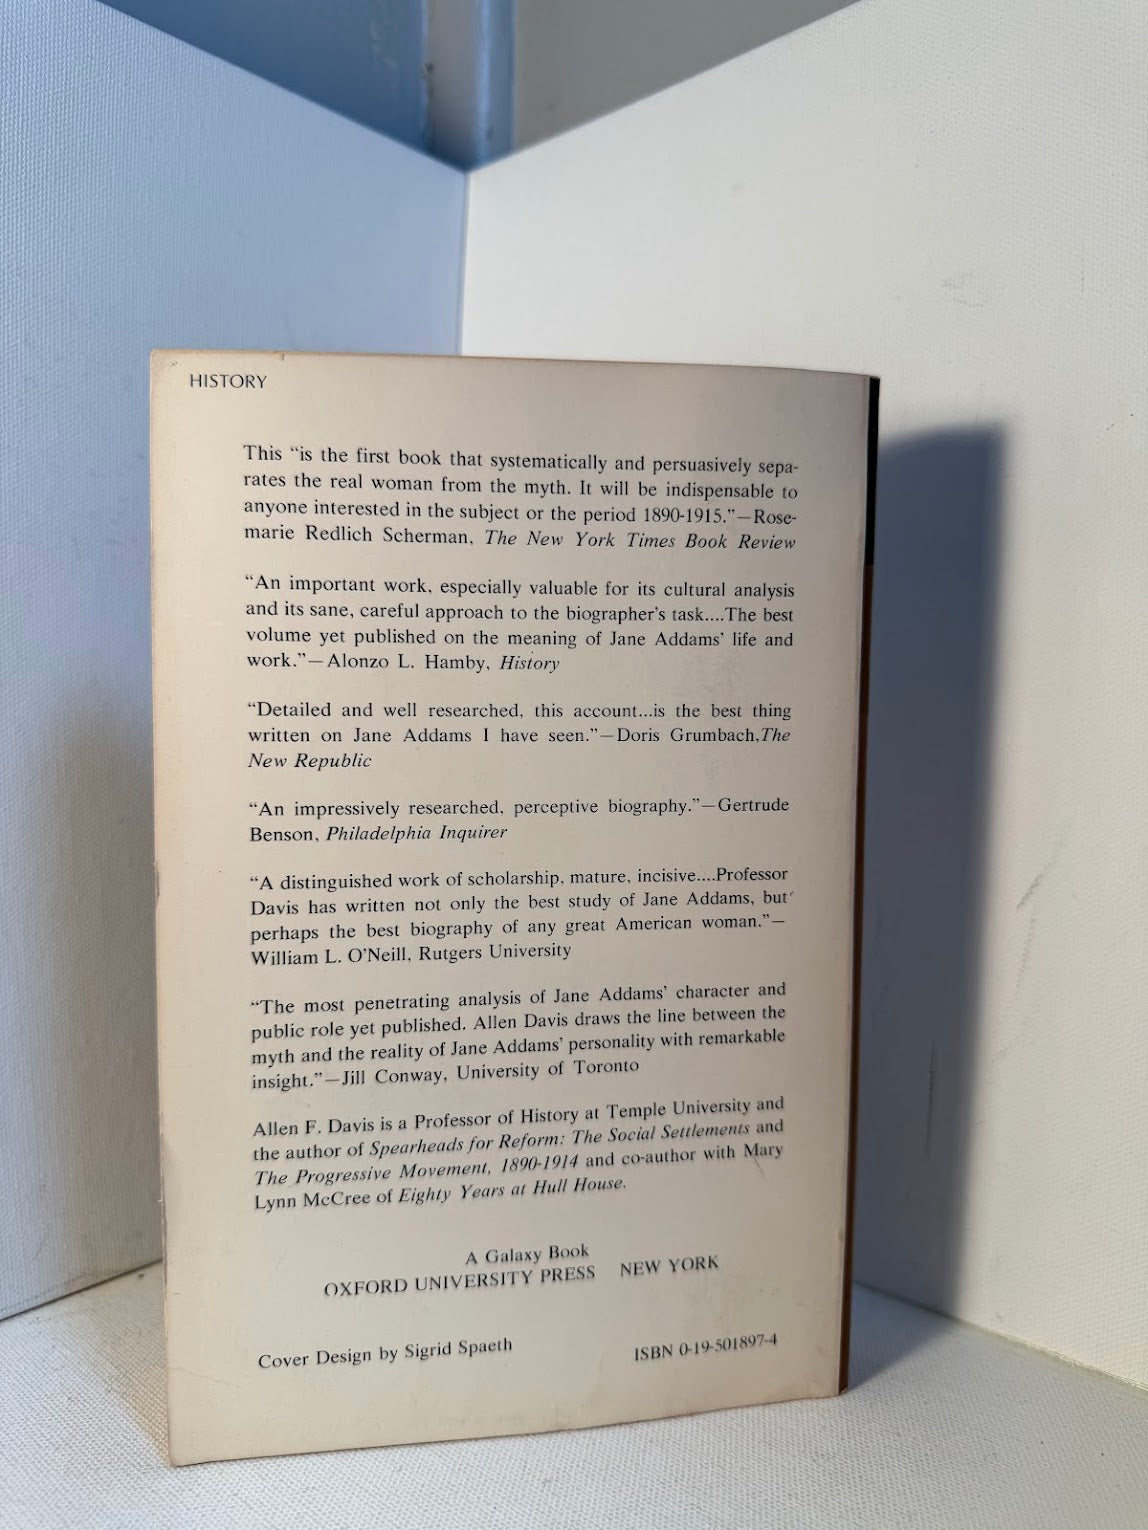 HISTORY
This “is the first book that systematically and persuasively sepa-
rates the real woman from the myth. It will be indispensable to
anyone interested in the subject or the period 1890-1915.”—Rose-
marie Redlich Scherman, The New York Times Book Review
“An important work, especially valuable for its cultural analysis
and its sane, careful approach to the biographer's task....The best
volume yet published on the meaning of Jane Addams' life and
work.”—Alonzo L. Hamby, History
“Detailed and well researched, this account...is the best thing
written on Jane Addams I have seen.”—Doris Grumbach,The
New Republic
“An impressively researched, perceptive biography.”—Gertrude
Benson, Philadelphia Inquirer
“A distinguished work of scholarship, mature, incisive....Professor
Davis has written not only the best study of Jane Addams, but
perhaps the best biography of any great American woman.”—
William L. O'Neill, Rutgers University
“The most penetrating analysis of Jane Addams' character and
public role yet published. Allen Davis draws the line between the
myth and the reality of Jane Addams' personality with remarkable
insight.”—Jill Conway, University of Toronto
Allen F. Davis is a Professor of History at Temple University and
the author of Spearheads for Reform: The Social Settlements and
The Progressive Movement, 1890-1914 and co-author with Mary
Lynn McCree of Eighty Years at Hull House.
A Galaxy Book
OXFORD UNIVERSITY PRESS NEW YORK
Cover Design by Sigrid Spaeth ISBN 0-19-501897-4